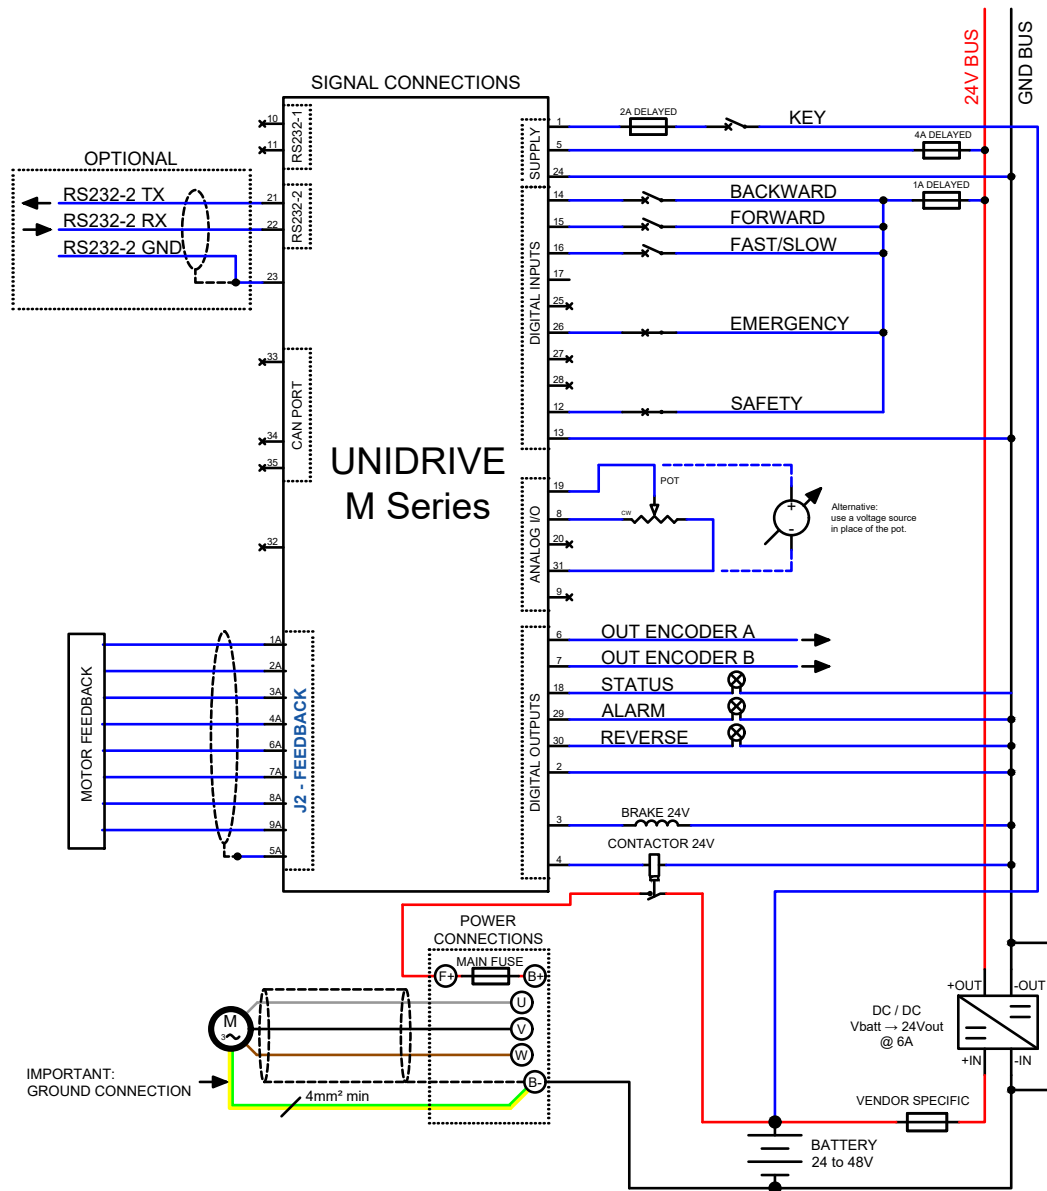 24V BUS
GND BUS
SIGNAL CONNECTIONS
10
RS232-1
11
OPTIONAL
RS232-2 TX
21
RS232-2
RS232-2 RX
22
RS232-2 GND
23
33
CAN PORT
34
35
32
UNIDRIVE
M Series
SUPPLY
1
2A DELAYED
KEY
5
4A DELAYED
24
DIGITAL INPUTS
14
BACKWARD
1A DELAYED
15
FORWARD
16
FAST/SLOW
17
25
26
EMERGENCY
27
28
12
SAFETY
13
ANALOG I/O
19
POT
8
CW
20
31
9
+
-
Alternative:
use a voltage source
in place of the pot.
MOTOR FEEDBACK
1A
2A
3A
4A
6A
7A
8A
9A
5A
J2 - FEEDBACK
DIGITAL OUTPUTS
6
OUT ENCODER A
7
OUT ENCODER B
18
STATUS
29
ALARM
30
REVERSE
2
3
BRAKE 24V
CONTACTOR 24V
4
POWER
CONNECTIONS
MAIN FUSE
F+
B+
U
V
W
B-
M
3
IMPORTANT:
GROUND CONNECTION
4mm² min
+OUT
-OUT
DC / DC
Vbatt → 24Vout
@ 6A
+IN
-IN
VENDOR SPECIFIC
BATTERY
24 to 48V